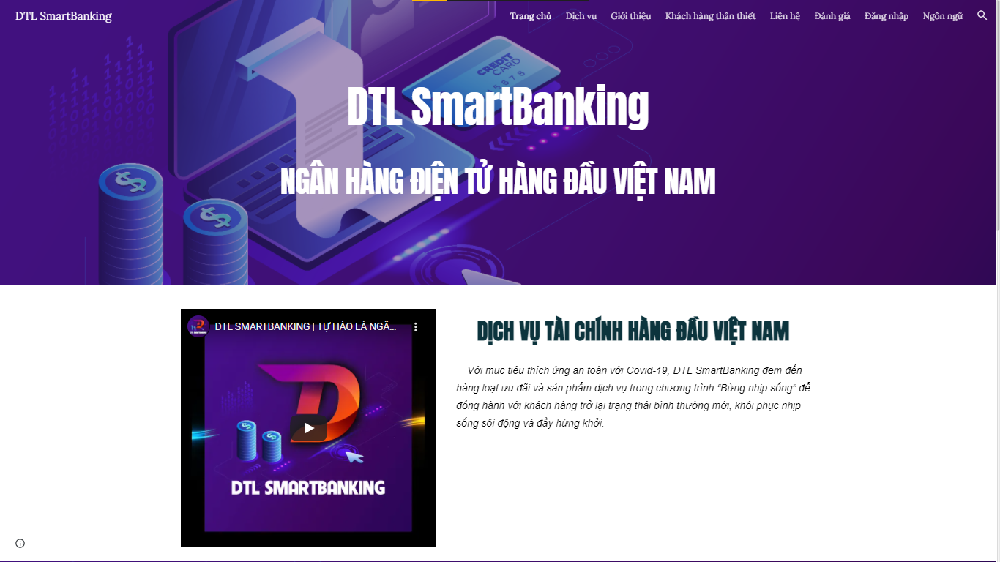 DTL SmartBanking
Trang chủ Dịch vụ Giới thiệu Khách hàng thân thiết Liên hệ Đánh giá Đăng nhập Ngôn ngữ
CREDIT
CARD
5 6 7 8
DTL SmartBanking
NGÂN HÀNG ĐIỆN TỬ HÀNG ĐẦU VIỆT NAM
DTL SMARTBANKING | TỰ HÀO LÀ NGÂ...
DTL SMARTBANKING
DỊCH VỤ TÀI CHÍNH HÀNG ĐẦU VIỆT NAM
Với mục tiêu thích ứng an toàn với Covid-19, DTL SmartBanking đem đến
hàng loạt ưu đãi và sản phẩm dịch vụ trong chương trình “Bừng nhịp sống” để
đồng hành với khách hàng trở lại trạng thái bình thường mới, khôi phục nhịp
sống sôi động và đầy hứng khởi.